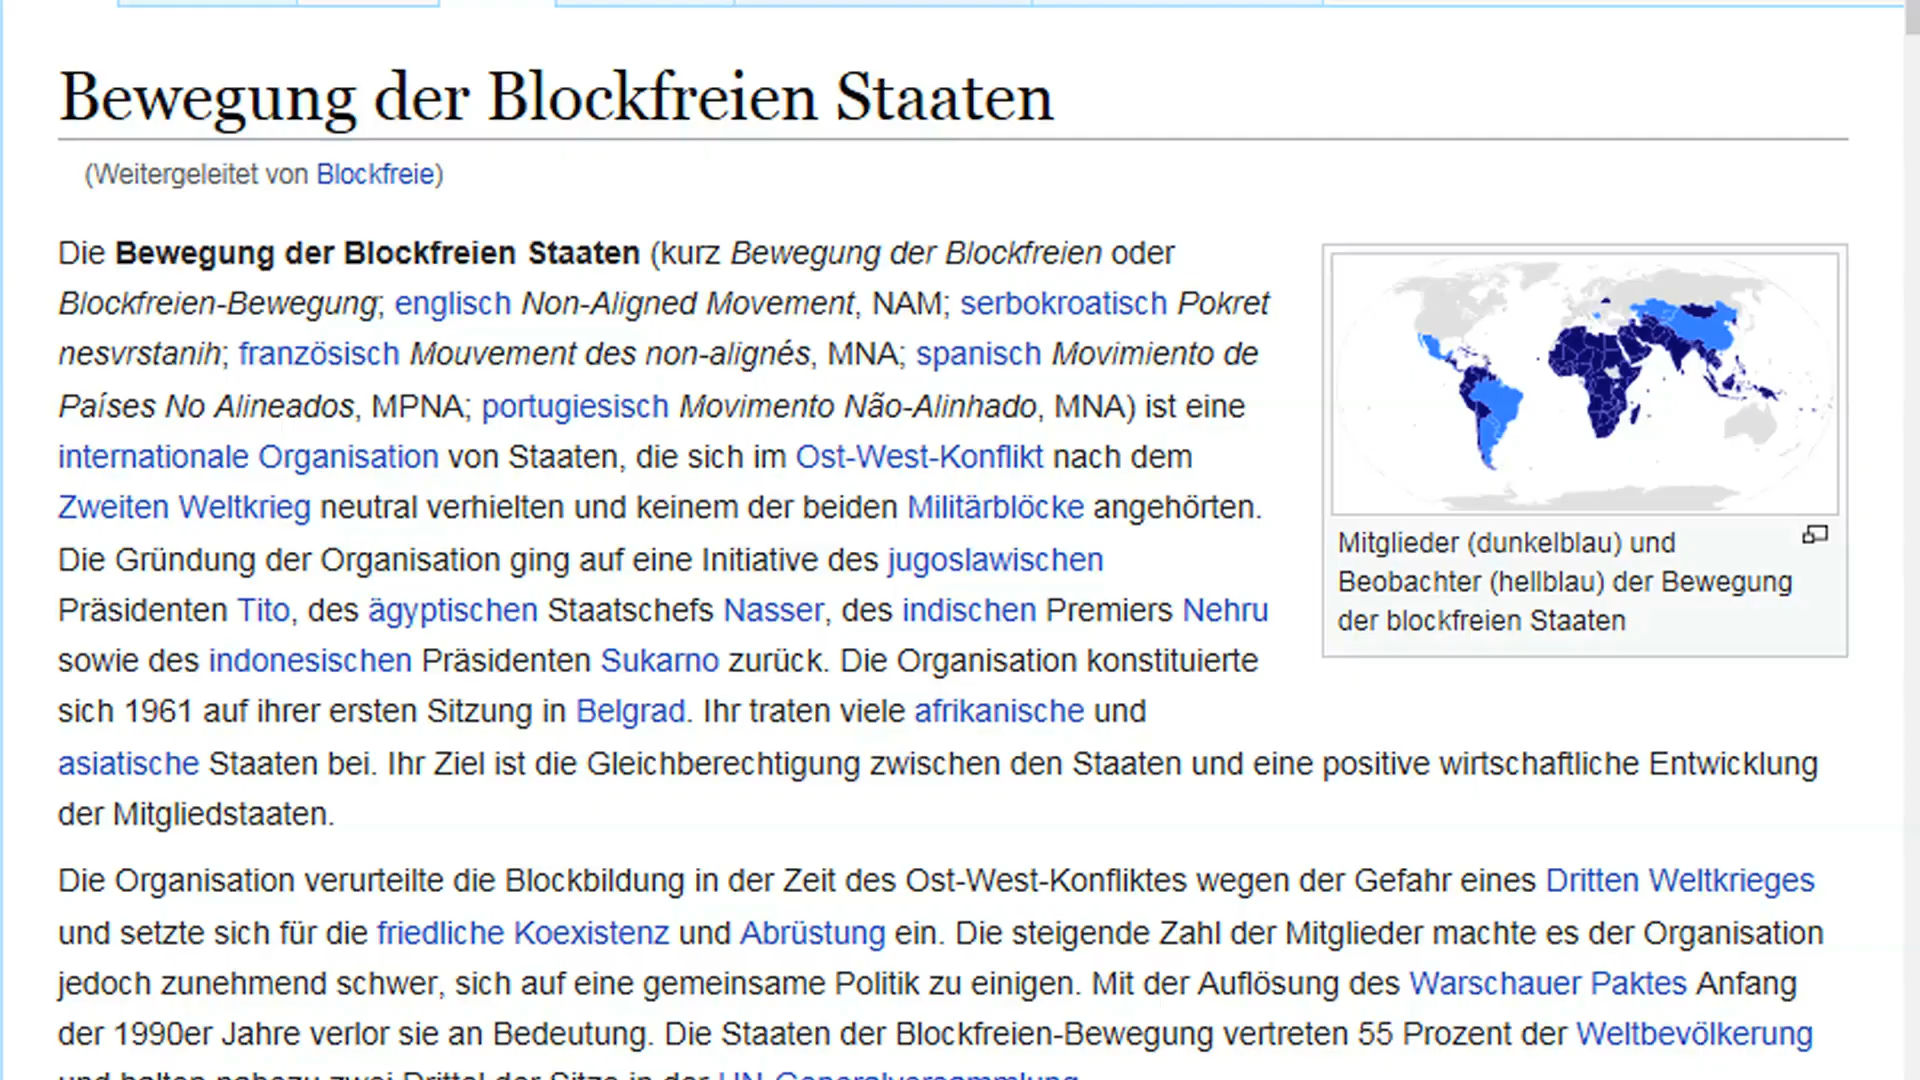 Bewegung der Blockfreien Staaten
(Weitergeleitet von Blockfreie)
Die Bewegung der Blockfreien Staaten (kurz Bewegung der Blockfreien oder
Blockfreien-Bewegung; englisch Non-Aligned Movement, NAM; serbokroatisch Pokret
nesvrstanih; französisch Mouvement des non-alignés, MNA; spanisch Movimiento de
Países No Alineados, MPNA; portugiesisch Movimento Não-Alinhado, MNA) ist eine
internationale Organisation von Staaten, die sich im Ost-West-Konflikt nach dem
Zweiten Weltkrieg neutral verhielten und keinem der beiden Militärblöcke angehörten.
Die Gründung der Organisation ging auf eine Initiative des jugoslawischen
Präsidenten Tito, des ägyptischen Staatschefs Nasser, des indischen Premiers Nehru
sowie des indonesischen Präsidenten Sukarno zurück. Die Organisation konstituierte
sich 1961 auf ihrer ersten Sitzung in Belgrad. Ihr traten viele afrikanische und
asiatische Staaten bei. Ihr Ziel ist die Gleichberechtigung zwischen den Staaten und eine positive wirtschaftliche Entwicklung
der Mitgliedstaaten.
Mitglieder (dunkelblau) und
Beobachter (hellblau) der Bewegung
der blockfreien Staaten
Die Organisation verurteilte die Blockbildung in der Zeit des Ost-West-Konfliktes wegen der Gefahr eines Dritten Weltkrieges
und setzte sich für die friedliche Koexistenz und Abrüstung ein. Die steigende Zahl der Mitglieder machte es der Organisation
jedoch zunehmend schwer, sich auf eine gemeinsame Politik zu einigen. Mit der Auflösung des Warschauer Paktes Anfang
der 1990er Jahre verlor sie an Bedeutung. Die Staaten der Blockfreien-Bewegung vertreten 55 Prozent der Weltbevölkerung
und halten nahezu zwei Drittel der Sitze in der UN-Generalversammlung.